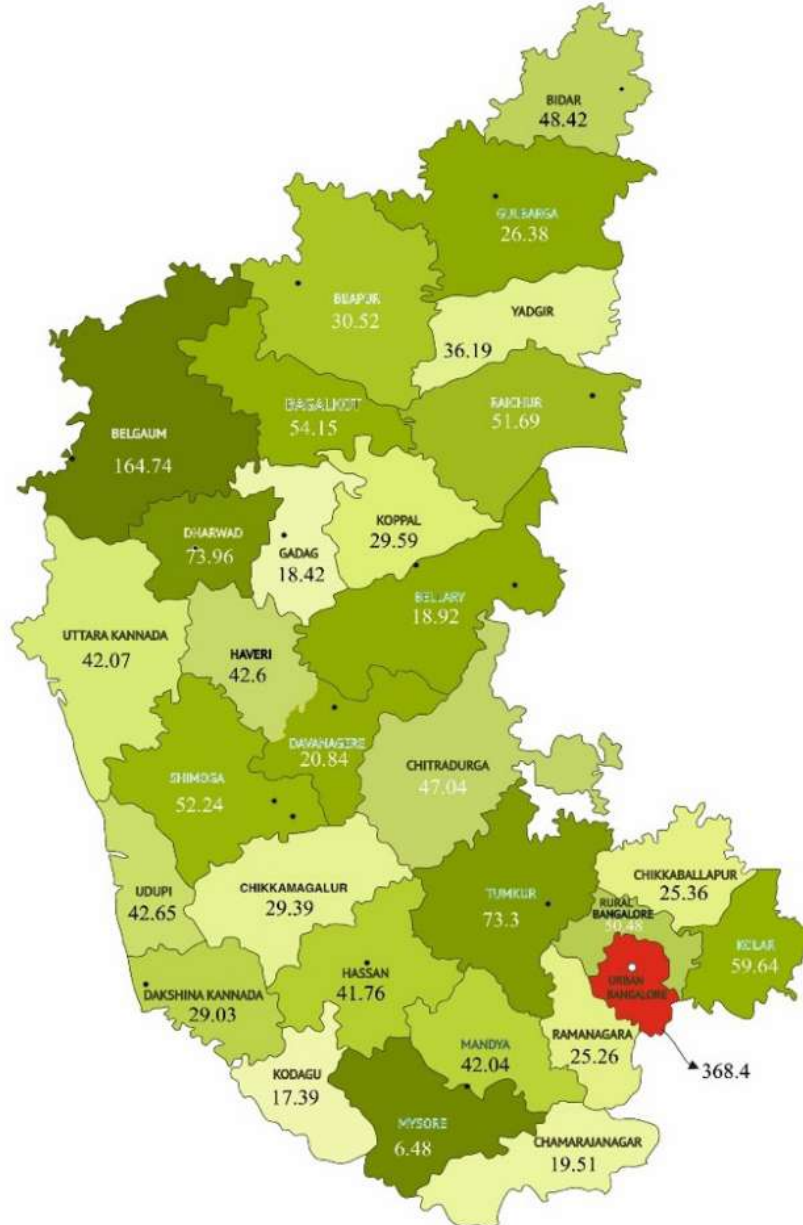 BIDAR
48.42
GULBARGA
26.38
BIJAPUR
30.52
YADGIR
36.19
BAGALKOT
54.15
RAICHUR
51.69
BELGAUM
164.74
DHARWAD
73.96
GADAG
18.42
KOPPAL
29.59
BELLARY
18.92
UTTARA KANNADA
42.07
HAVERI
42.6
DAVANAGERE
20.84
CHITRADURGA
47.04
SHIMOGA
52.24
UDUPI
42.65
CHIKKAMAGALUR
29.39
TUMKUR
73.3
CHIKKABALLAPUR
25.36
RURAL
BANGALORE
50.48
KOLAR
59.64
URBAN
BANGALORE
368.4
HASSAN
41.76
DAKSHINA KANNADA
29.03
MANDYA
42.04
RAMANAGARA
25.26
KODAGU
17.39
MYSORE
6.48
CHAMARAJANAGAR
19.51